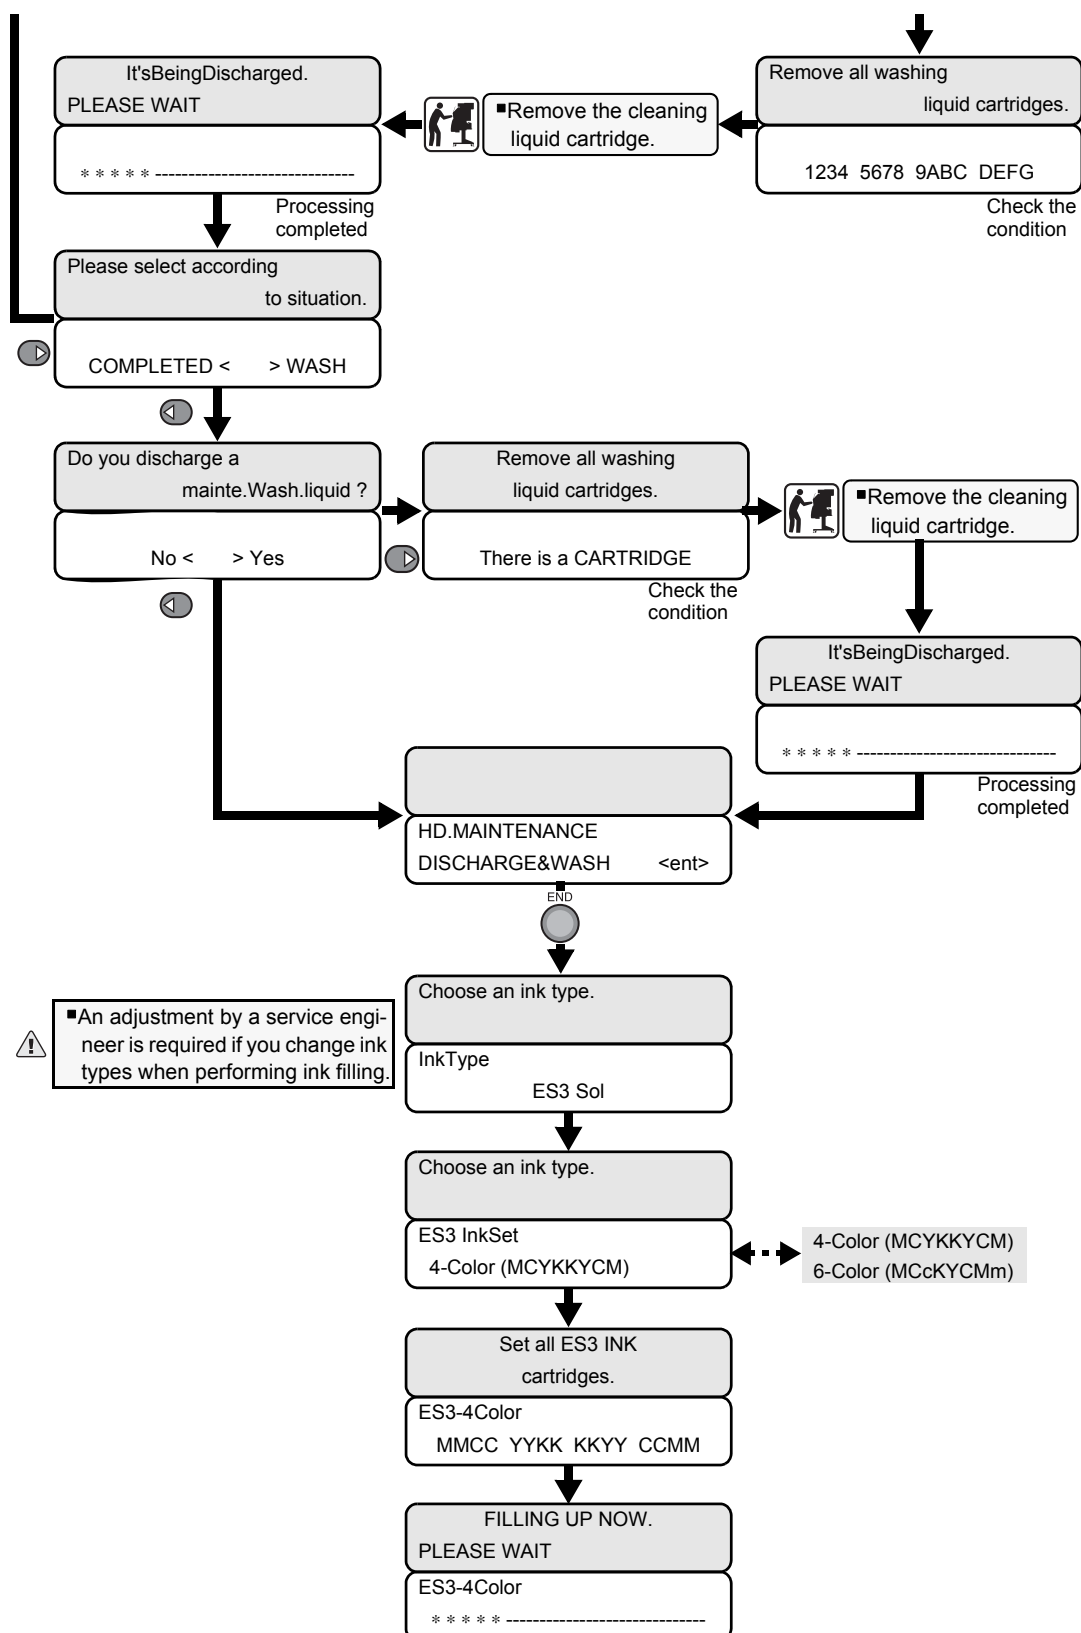 It'sBeingDischarged.
PLEASE WAIT
* * * * * ------------------------------
Processing
completed
■Remove the cleaning
liquid cartridge.
Remove all washing
liquid cartridges.
1234 5678 9ABC DEFG
Check the
condition
Please select according
to situation.
COMPLETED < > WASH
Do you discharge a
mainte.Wash.liquid ?
No < > Yes
Remove all washing
liquid cartridges.
There is a CARTRIDGE
Check the
condition
■Remove the cleaning
liquid cartridge.
It'sBeingDischarged.
PLEASE WAIT
* * * * * ------------------------------
Processing
completed
HD.MAINTENANCE
DISCHARGE&WASH <ent>
END
■An adjustment by a service engi-
neer is required if you change ink
types when performing ink filling.
Choose an ink type.
InkType
ES3 Sol
Choose an ink type.
ES3 InkSet
4-Color (MCYKKYCM)
4-Color (MCYKKYCM)
6-Color (MCcKYCMm)
Set all ES3 INK
cartridges.
ES3-4Color
MMCC YYKK KKYY CCMM
FILLING UP NOW.
PLEASE WAIT
ES3-4Color
* * * * * ------------------------------